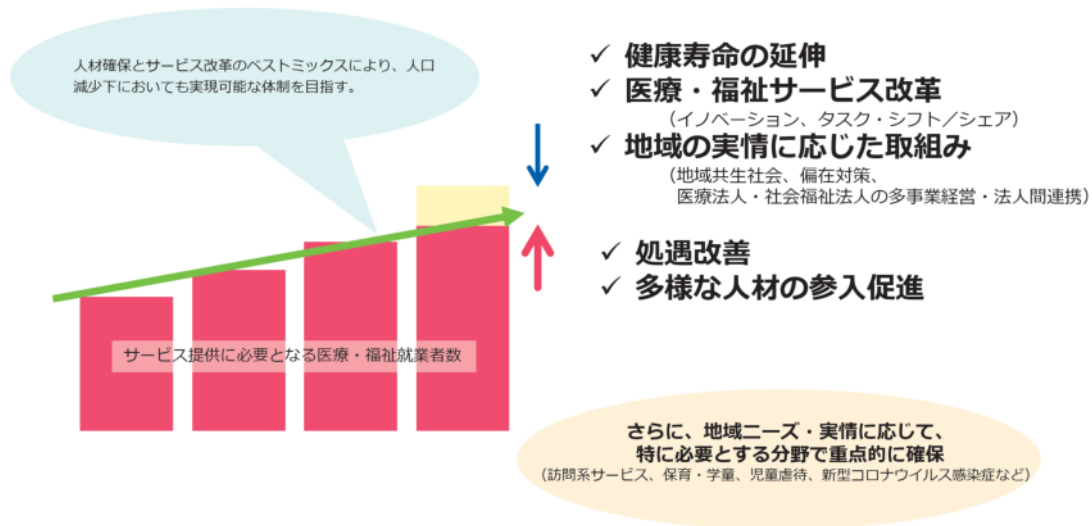 人材確保とサービス改革のベストミックスにより、人口
減少下においても実現可能な体制を目指す。
✓ 健康寿命の延伸
✓ 医療・福祉サービス改革
（イノベーション、タスク・シフト／シェア）
✓ 地域の実情に応じた取組み
（地域共生社会、偏在対策、
医療法人・社会福祉法人の多事業経営・法人間連携）
✓ 処遇改善
✓ 多様な人材の参入促進
サービス提供に必要となる医療・福祉就業者数
さらに、地域ニーズ・実情に応じて、
特に必要とする分野で重点的に確保
（訪問系サービス、保育・学童、児童虐待、新型コロナウイルス感染症など）